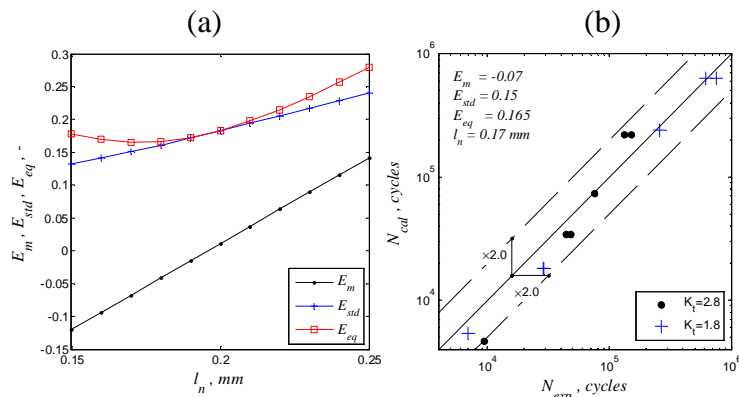 (a)
(b)
0.3
0.25
0.2
0.15
0.1
0.05
0
-0.05
-0.1
-0.15
0.15
0.2
0.25
E_m, E_std, E_eq, -
l_n, mm
E_m
E_std
E_eq
10^6
10^5
10^4
10^4
10^5
10^6
N_cal, cycles
N_exp, cycles
E_m = -0.07
E_std = 0.15
E_eq = 0.165
l_n = 0.17 mm
×2.0
×2.0
K_t=2.8
K_t=1.8